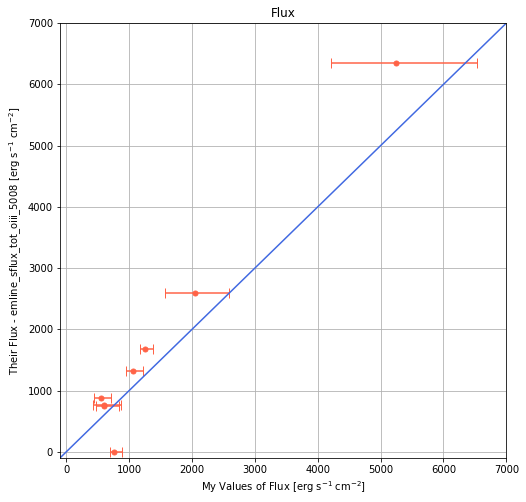 Flux
7000
6000
5000
4000
3000
2000
1000
0
Their Flux - emline_sflux_tot_oiii_5008 [erg s⁻¹ cm⁻²]
0 1000 2000 3000 4000 5000 6000 7000
My Values of Flux [erg s⁻¹ cm⁻²]